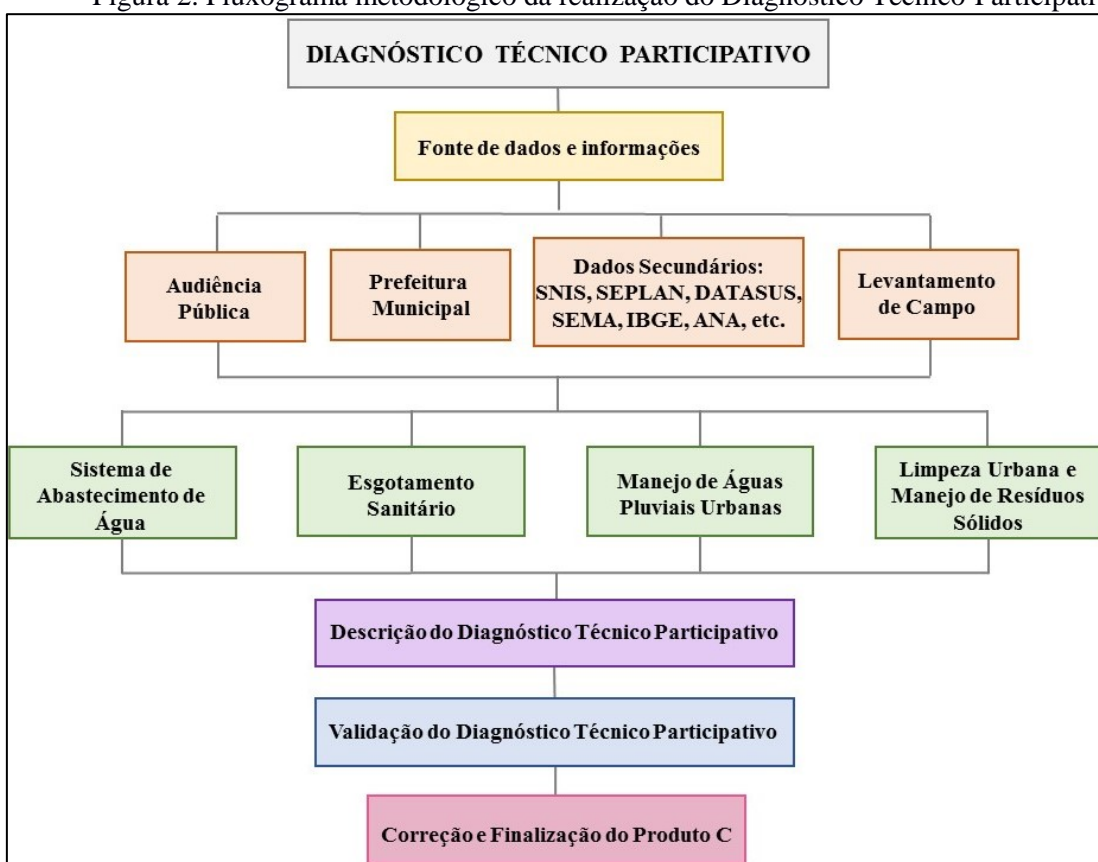 Figura 2. Fluxograma metodológico da realização do Diagnóstico Técnico Participati
DIAGNÓSTICO TÉCNICO PARTICIPATIVO
Fonte de dados e informações
Audiência
Pública
Prefeitura
Municipal
Dados Secundários:
SNIS, SEPLAN, DATASUS,
SEMA, IBGE, ANA, etc.
Levantamento
de Campo
Sistema de
Abastecimento de
Água
Esgotamento
Sanitário
Manejo de Águas
Pluviais Urbanas
Limpeza Urbana e
Manejo de Resíduos
Sólidos
Descrição do Diagnóstico Técnico Participativo
Validação do Diagnóstico Técnico Participativo
Correção e Finalização do Produto C